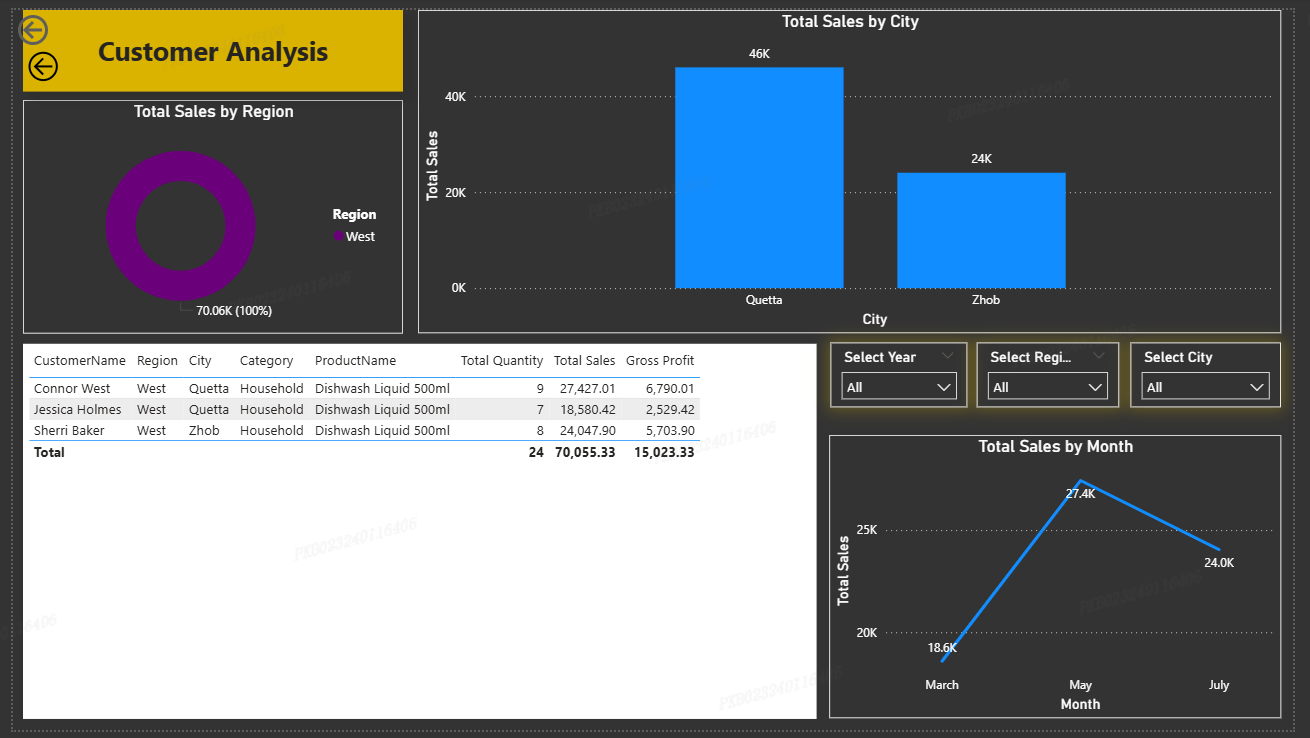 Customer Analysis
Total Sales by Region
Region
West
70.06K (100%)
Total Sales by City
46K
24K
40K
20K
0K
Total Sales
Quetta Zhob
City
CustomerName Region City Category ProductName Total Quantity Total Sales Gross Profit
Connor West West Quetta Household Dishwash Liquid 500ml 9 27,427.01 6,790.01
Jessica Holmes West Quetta Household Dishwash Liquid 500ml 7 18,580.42 2,529.42
Sherri Baker West Zhob Household Dishwash Liquid 500ml 8 24,047.90 5,703.90
Total 24 70,055.33 15,023.33
Select Year
All
Select Regi...
All
Select City
All
Total Sales by Month
27.4K
25K
24.0K
20K
18.6K
Total Sales
March May July
Month